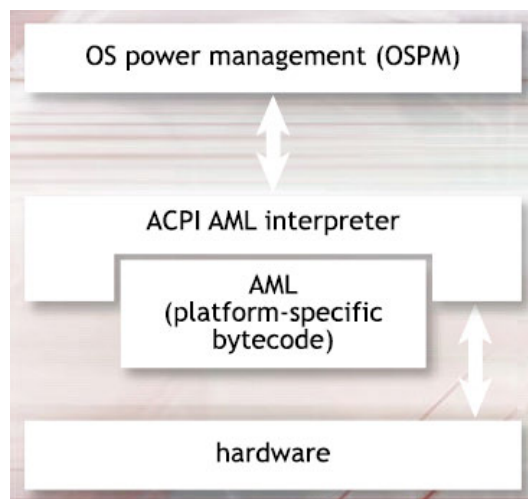 OS power management (OSPM)
ACPI AML interpreter
AML
(platform-specific
bytecode)
hardware